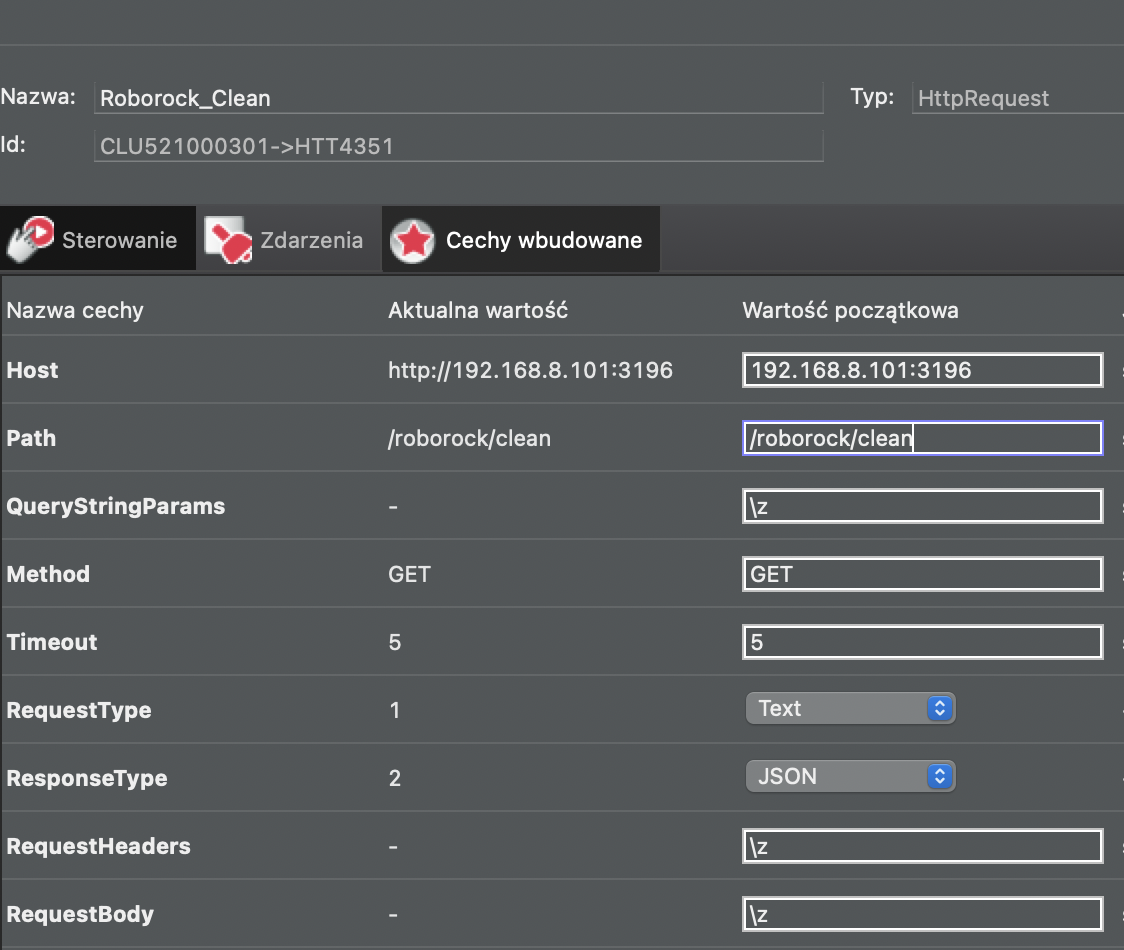 Nazwa: Roborock_Clean Typ: HttpRequest
Id: CLU521000301->HTT4351
Sterowanie Zdarzenia Cechy wbudowane
Nazwa cechy Aktualna wartość Wartość początkowa
Host http://192.168.8.101:3196 192.168.8.101:3196
Path /roborock/clean /roborock/clean
QueryStringParams - \z
Method GET GET
Timeout 5 5
RequestType 1 Text
ResponseType 2 JSON
RequestHeaders - \z
RequestBody - \z